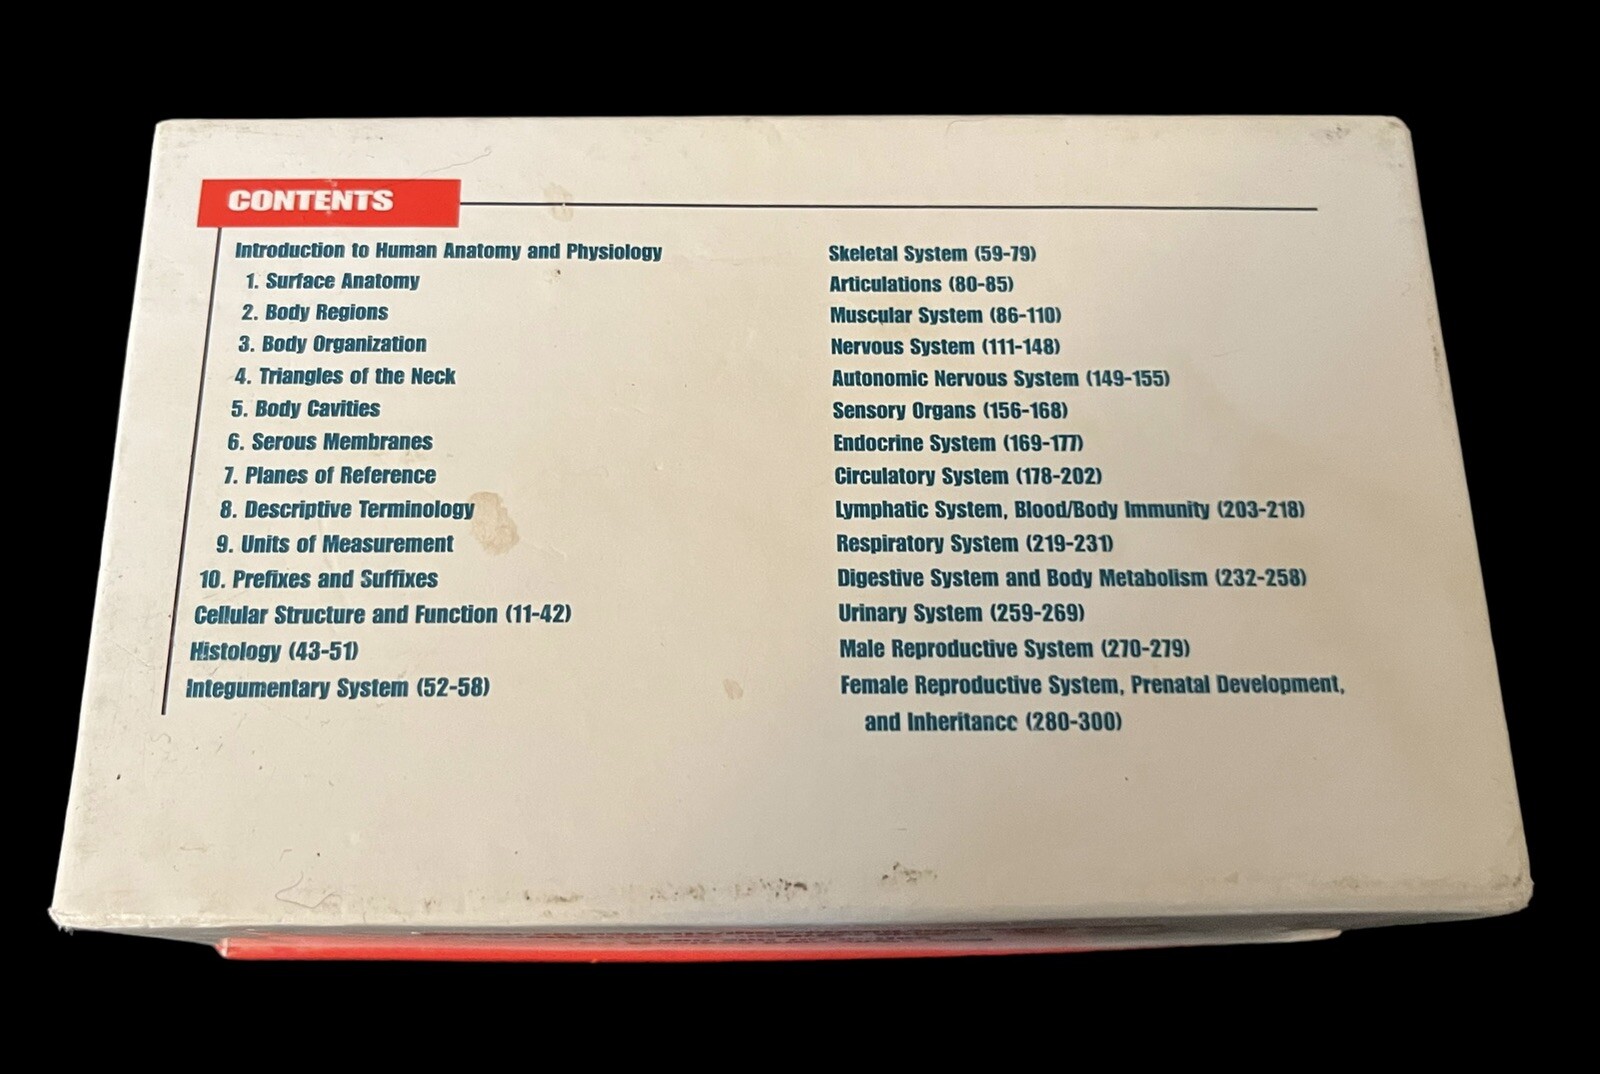 CONTENTS
Introduction to Human Anatomy and Physiology
1. Surface Anatomy
2. Body Regions
3. Body Organization
4. Triangles of the Neck
5. Body Cavities
6. Serous Membranes
7. Planes of Reference
8. Descriptive Terminology
9. Units of Measurement
10. Prefixes and Suffixes
Cellular Structure and Function (11-42)
Histology (43-51)
Integumentary System (52-58)
Skeletal System (59-79)
Articulations (80-85)
Muscular System (86-110)
Nervous System (111-148)
Autonomic Nervous System (149-155)
Sensory Organs (156-168)
Endocrine System (169-177)
Circulatory System (178-202)
Lymphatic System, Blood/Body Immunity (203-218)
Respiratory System (219-231)
Digestive System and Body Metabolism (232-258)
Urinary System (259-269)
Male Reproductive System (270-279)
Female Reproductive System, Prenatal Development,
and Inheritance (280-300)